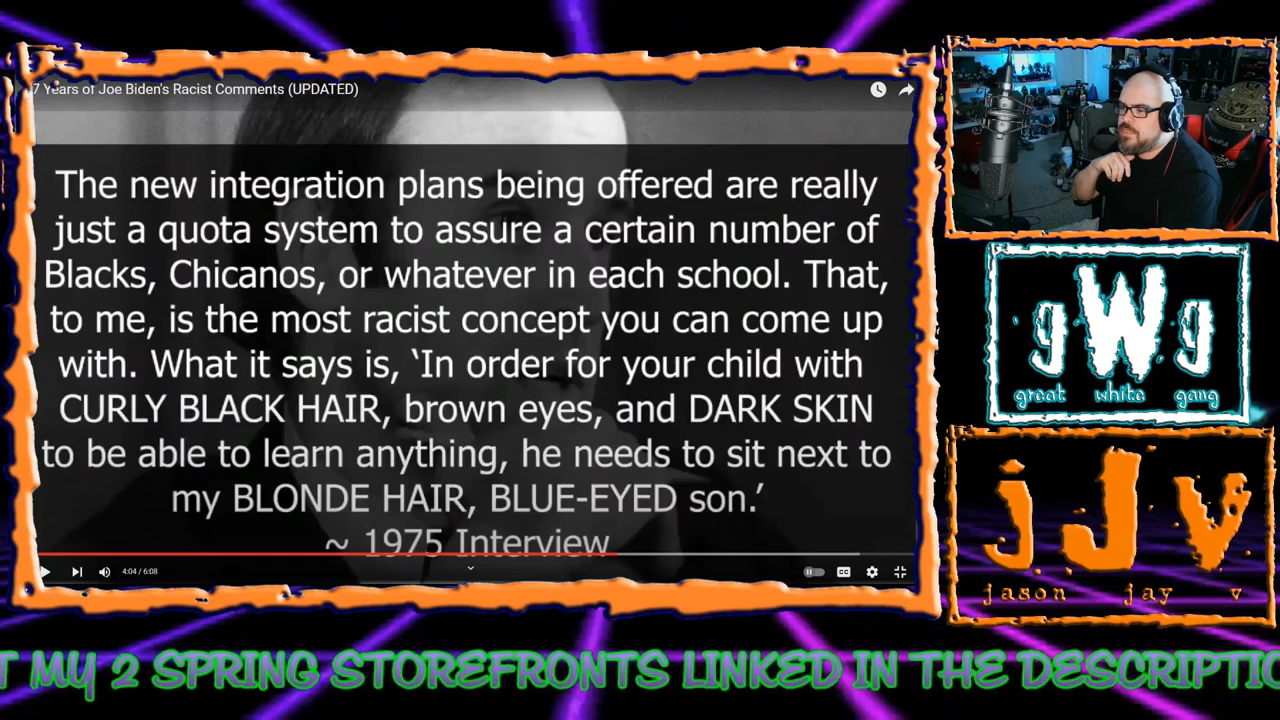 7 Years of Joe Biden's Racist Comments (UPDATED)
The new integration plans being offered are really
just a quota system to assure a certain number of
Blacks, Chicanos, or whatever in each school. That,
to me, is the most racist concept you can come up
with. What it says is, ‘In order for your child with
CURLY BLACK HAIR, brown eyes, and DARK SKIN
to be able to learn anything, he needs to sit next to
my BLONDE HAIR, BLUE-EYED son.’
~ 1975 Interview
4:04 / 6:08
CC
gWg
great white gang
jJv
jason jay v
T MY 2 SPRING STOREFRONTS LINKED IN THE DESCRIPTIO